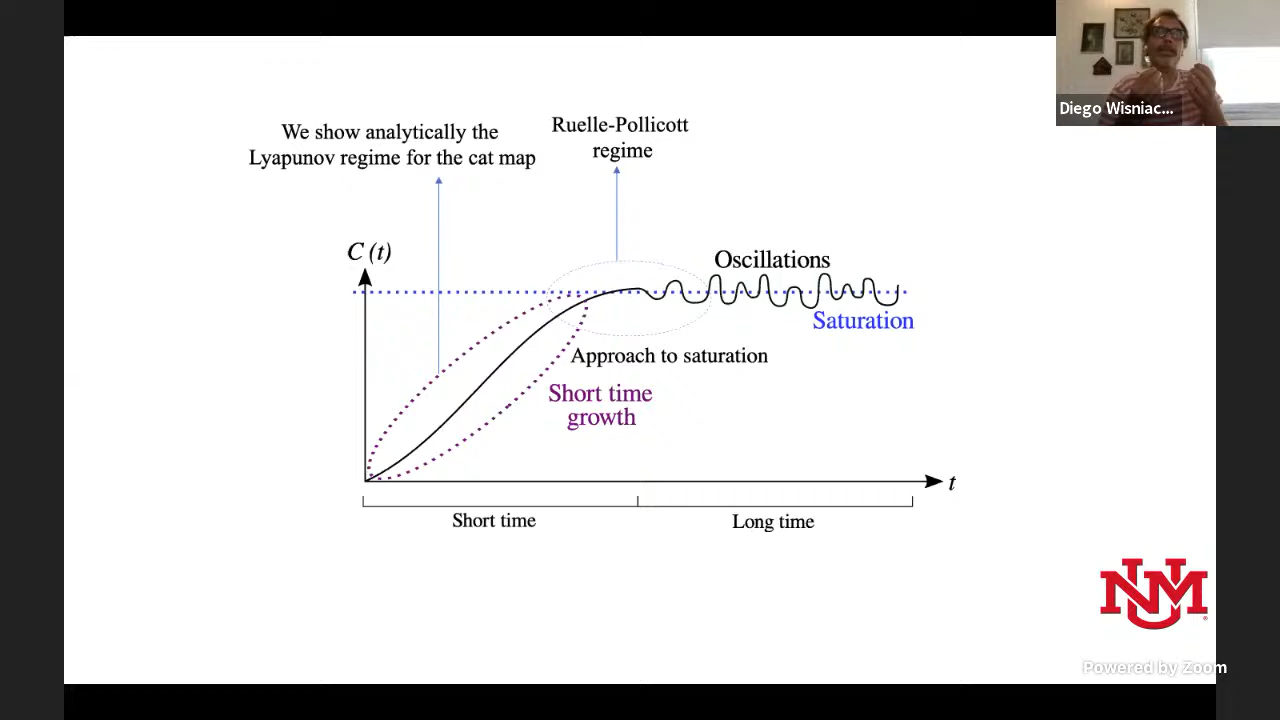 Diego Wisniac...
We show analytically the
Lyapunov regime for the cat map
Ruelle-Pollicott
regime
C (t)
Oscillations
Saturation
Approach to saturation
Short time
growth
t
Short time
Long time
UNM
Powered by Zoom